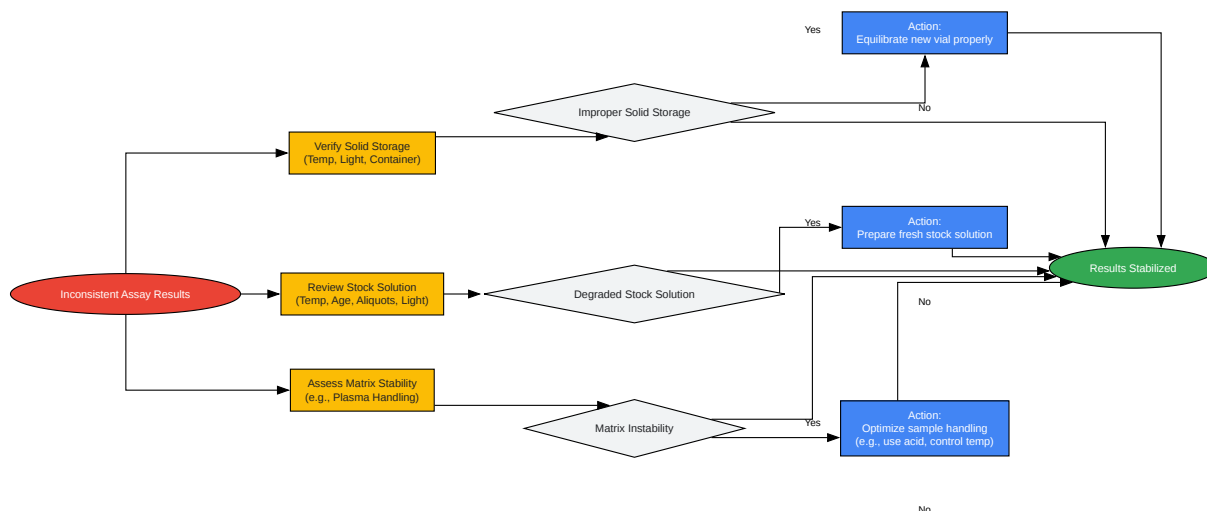 Yes
Action:
Equilibrate new vial properly
No
Improper Solid Storage
Verify Solid Storage
(Temp, Light, Container)
Yes
Action:
Prepare fresh stock solution
Results Stabilized
Inconsistent Assay Results
Review Stock Solution
(Temp, Age, Aliquots, Light)
Degraded Stock Solution
No
Assess Matrix Stability
(e.g., Plasma Handling)
Matrix Instability
Yes
Action:
Optimize sample handling
(e.g., use acid, control temp)
No